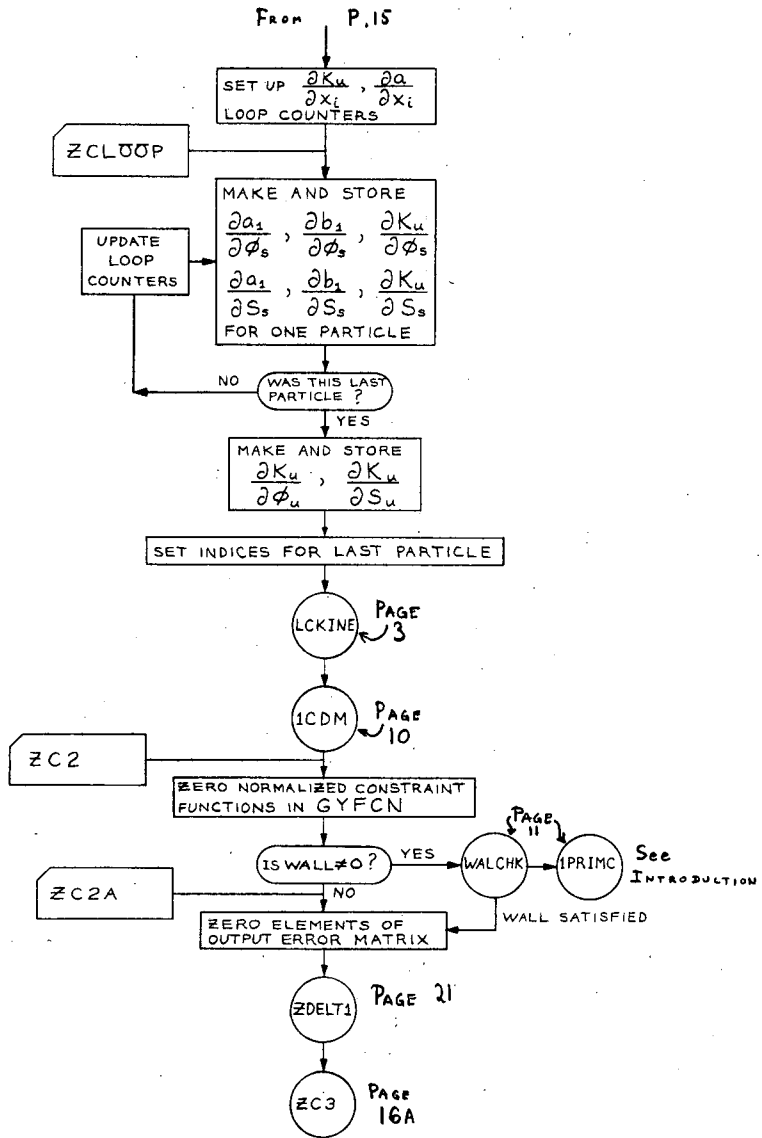 FROM P.15
SET UP ∂Ku/∂xi , ∂a/∂xi
LOOP COUNTERS
ZCLOOP
MAKE AND STORE
∂a1/∂ϕs , ∂b1/∂ϕs , ∂Ku/∂ϕs
∂a1/∂Ss , ∂b1/∂Ss , ∂Ku/∂Ss
FOR ONE PARTICLE
UPDATE
LOOP
COUNTERS
NO
WAS THIS LAST
PARTICLE ?
YES
MAKE AND STORE
∂Ku/∂ϕu , ∂Ku/∂Su
SET INDICES FOR LAST PARTICLE
LCKINE
PAGE
3
1CDM
PAGE
10
ZC2
ZERO NORMALIZED CONSTRAINT
FUNCTIONS IN GYFCN
IS WALL≠0?
YES
WALCHK
PAGE
11
1PRIMC
See
INTRODUCTION
NO
ZC2A
WALL SATISFIED
ZERO ELEMENTS OF
OUTPUT ERROR MATRIX
ZDELT1
PAGE 21
ZC3
PAGE
16A